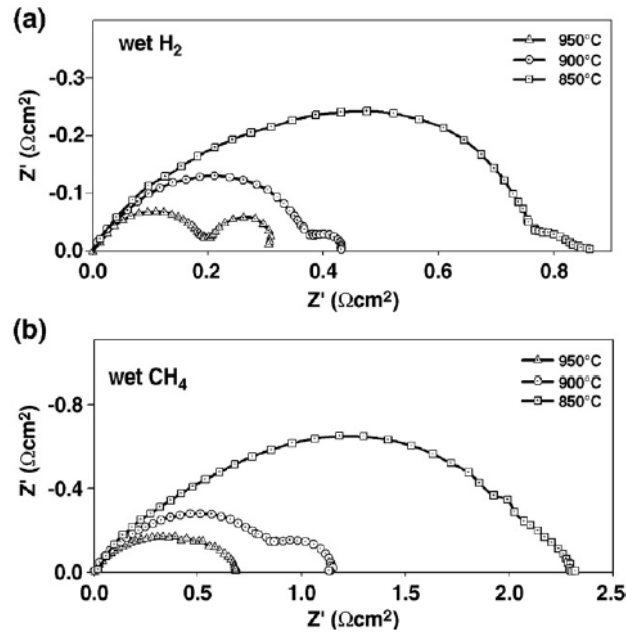 (a)
wet H₂
950°C
900°C
850°C
-0.3
-0.2
-0.1
0.0
Z' (Ωcm²)
0.0 0.2 0.4 0.6 0.8
Z' (Ωcm²)
(b)
wet CH₄
950°C
900°C
850°C
-0.8
-0.4
0.0
Z' (Ωcm²)
0.0 0.5 1.0 1.5 2.0 2.5
Z' (Ωcm²)